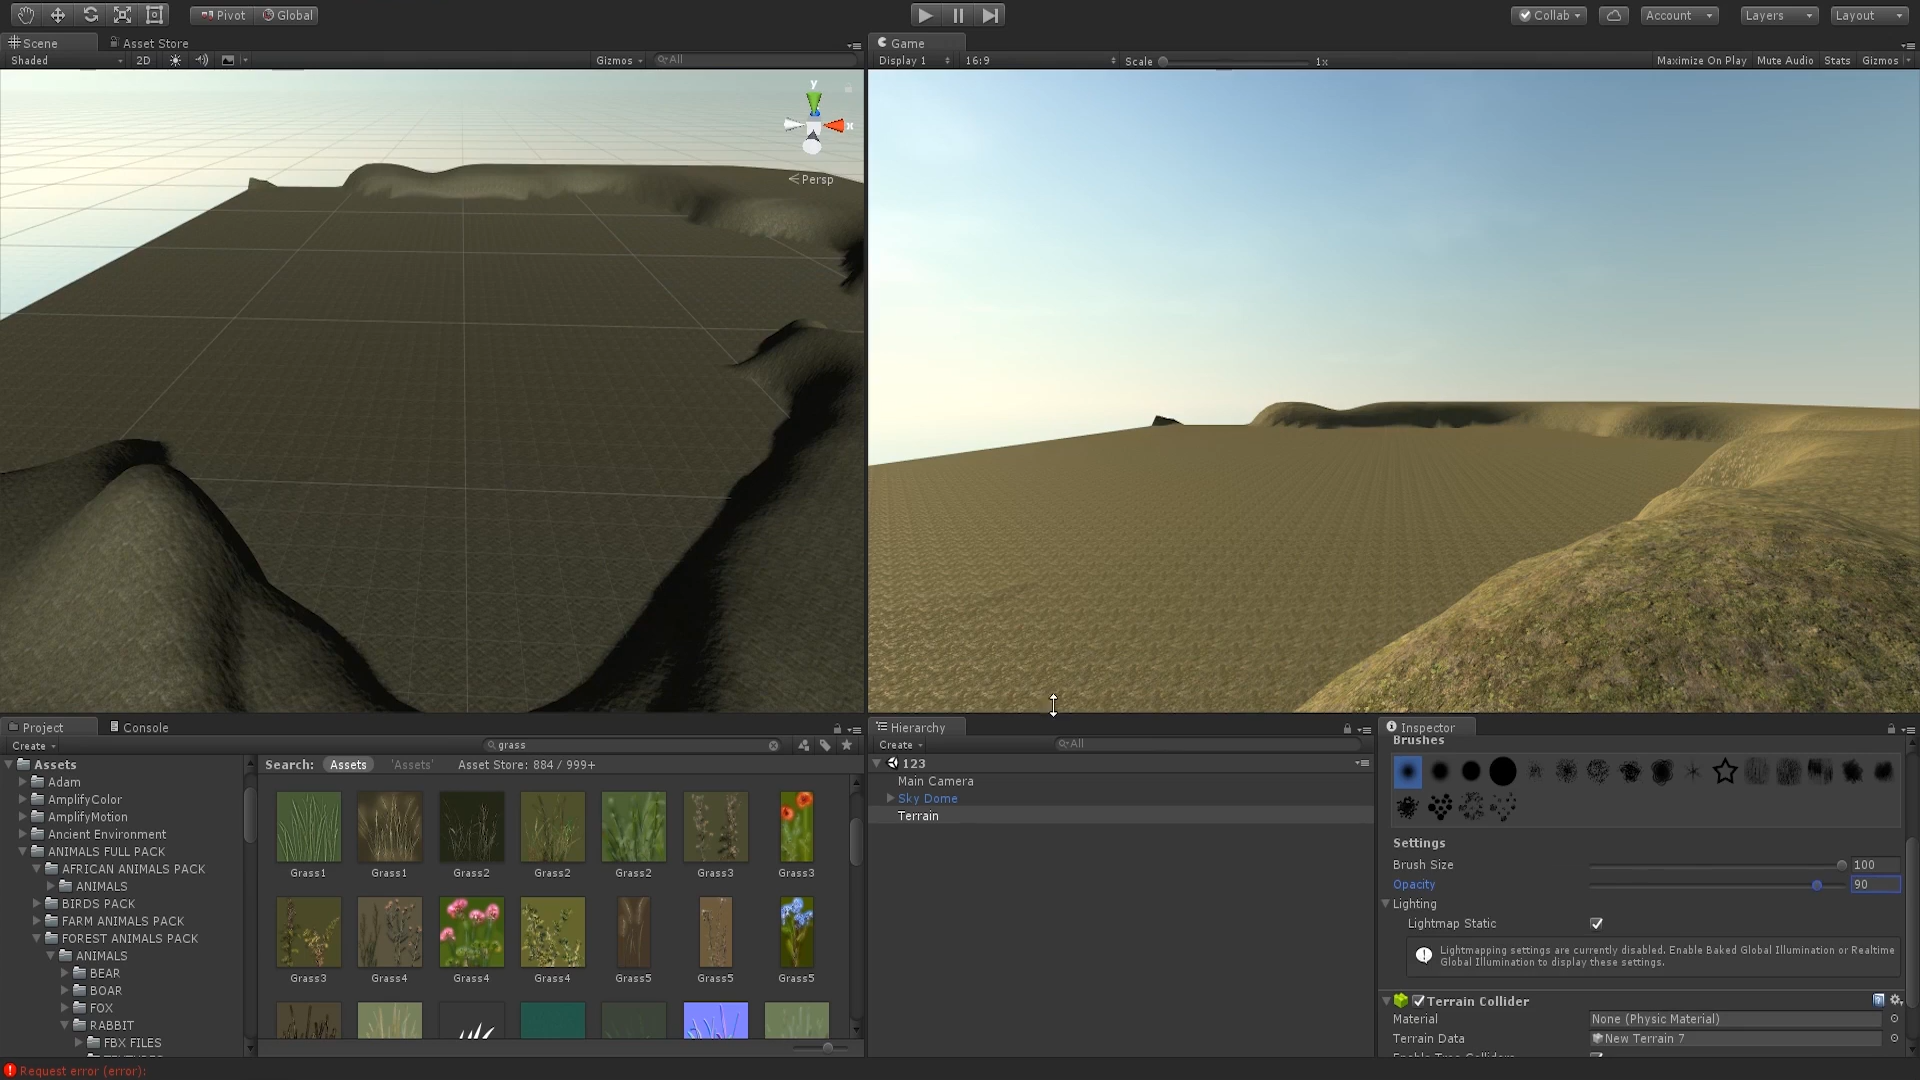 Pivot Global Collab Account Layers Layout
Scene Asset Store
Shaded 2D Gizmos All
y
x
Persp
Game
Display 1 16:9 Scale 1x Maximize On Play Mute Audio Stats Gizmos
Project Console
Create grass
Assets
Adam
AmplifyColor
AmplifyMotion
Ancient Environment
ANIMALS FULL PACK
AFRICAN ANIMALS PACK
ANIMALS
BIRDS PACK
FARM ANIMALS PACK
FOREST ANIMALS PACK
ANIMALS
BEAR
BOAR
FOX
RABBIT
FBX FILES
Search: Assets 'Assets' Asset Store: 884 / 999+
Grass1 Grass1 Grass2 Grass2 Grass2 Grass3 Grass3
Grass3 Grass4 Grass4 Grass4 Grass5 Grass5 Grass5
Hierarchy
Create All
123
Main Camera
Sky Dome
Terrain
Inspector
Brushes
Settings
Brush Size 100
Opacity 90
Lighting
Lightmap Static
Lightmapping settings are currently disabled. Enable Baked Global Illumination or Realtime
Global Illumination to display these settings.
Terrain Collider
Material None (Physic Material)
Terrain Data New Terrain 7
Request error (error):